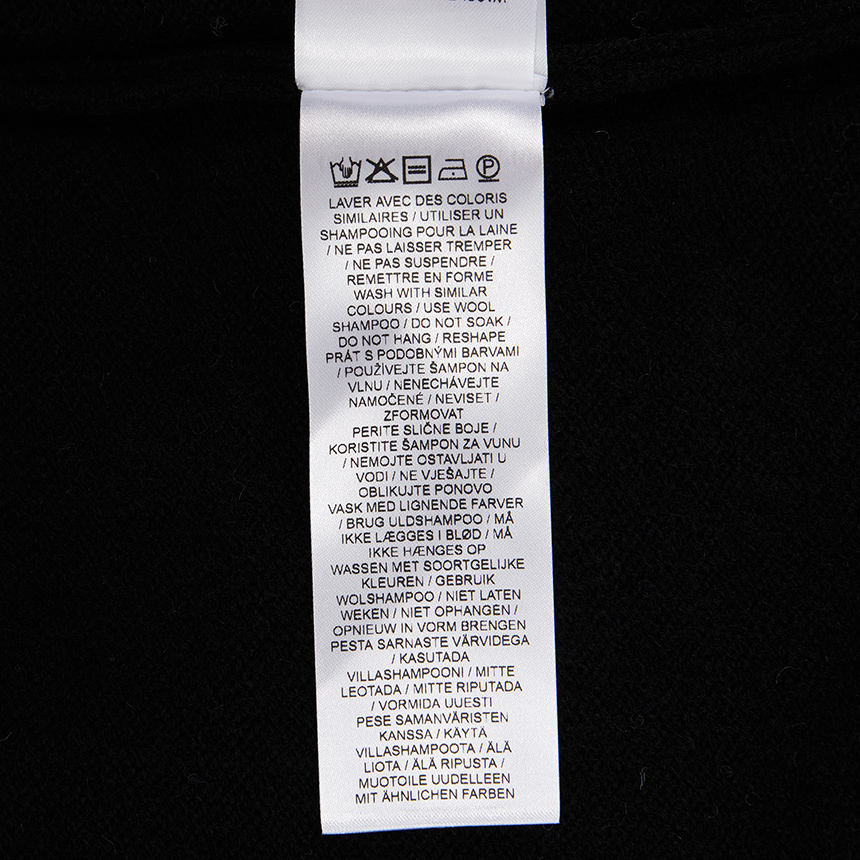 P
LAVER AVEC DES COLORIS
SIMILAIRES / UTILISER UN
SHAMPOOING POUR LA LAINE
/ NE PAS LAISSER TREMPER
/ NE PAS SUSPENDRE /
REMETTRE EN FORME
WASH WITH SIMILAR
COLOURS / USE WOOL
SHAMPOO / DO NOT SOAK /
DO NOT HANG / RESHAPE
PRÁT S PODOBNÝMI BARVAMI
/ POUŽÍVEJTE ŠAMPON NA
VLNU / NENECHÁVEJTE
NAMOČENÉ / NEVISET /
ZFORMOVAT
PERITE SLIČNE BOJE /
KORISTITE ŠAMPON ZA VUNU
/ NEMOJTE OSTAVLJATI U
VODI / NE VJEŠAJTE /
OBLIKUJTE PONOVO
VASK MED LIGNENDE FARVER
/ BRUG ULDSHAMPOO / MÅ
IKKE LÆGGES I BLØD / MÅ
IKKE HÆNGES OP
WASSEN MET SOORTGELIJKE
KLEUREN / GEBRUIK
WOLSHAMPOO / NIET LATEN
WEKEN / NIET OPHANGEN /
OPNIEUW IN VORM BRENGEN
PESTA SARNASTE VÄRVIDEGA
/ KASUTADA
VILLASHAMPOONI / MITTE
LEOTADA / MITTE RIPUTADA
/ VORMIDA UUESTI
PESE SAMANVÄRISTEN
KANSSA / KÄYTÄ
VILLASHAMPOOTA / ÄLÄ
LIOTA / ÄLÄ RIPUSTA /
MUOTOILE UUDELLEEN
MIT ÄHNLICHEN FARBEN